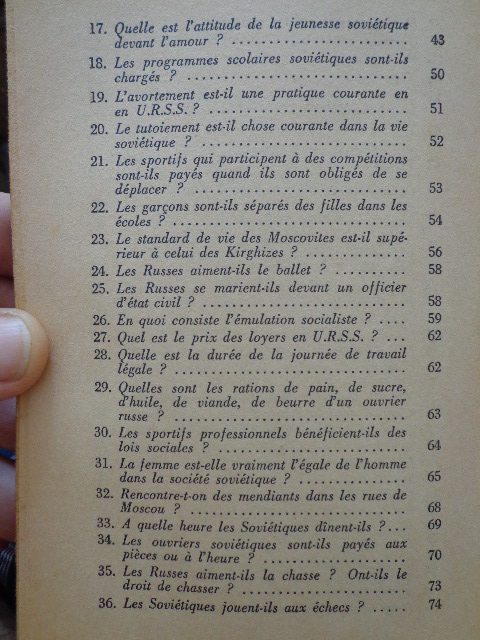 17. Quelle est l'attitude de la jeunesse soviétique
devant l'amour ? ........................ 43
18. Les programmes scolaires soviétiques sont-ils
chargés ? .............................. 50
19. L'avortement est-il une pratique courante en
en U.R.S.S. ? ............................ 51
20. Le tutoiement est-il chose courante dans la vie
soviétique ? ............................ 52
21. Les sportifs qui participent à des compétitions
sont-ils payés quand ils sont obligés de se
déplacer ? ............................. 53
22. Les garçons sont-ils séparés des filles dans les
écoles ? ................................ 54
23. Le standard de vie des Moscovites est-il supé-
rieur à celui des Kirghizes ? .............. 56
24. Les Russes aiment-ils le ballet ? .......... 58
25. Les Russes se marient-ils devant un officier
d'état civil ? ............................ 58
26. En quoi consiste l'émulation socialiste ? .... 59
27. Quel est le prix des loyers en U.R.S.S. ? ... 62
28. Quelle est la durée de la journée de travail
légale ? ................................ 62
29. Quelles sont les rations de pain, de sucre,
d'huile, de viande, de beurre d'un ouvrier
russe ? ................................ 63
30. Les sportifs professionnels bénéficient-ils des
lois sociales ? .......................... 64
31. La femme est-elle vraiment l'égale de l'homme
dans la société soviétique ? .............. 65
32. Rencontre-t-on des mendiants dans les rues de
Moscou ? .............................. 68
33. A quelle heure les Soviétiques dînent-ils ?... 69
34. Les ouvriers soviétiques sont-ils payés aux
pièces ou à l'heure ? .................... 70
35. Les Russes aiment-ils la chasse ? Ont-ils le
droit de chasser ? ........................ 73
36. Les Soviétiques jouent-ils aux échecs ? ..... 74